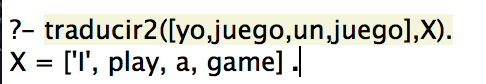 ?- traducir2([yo,juego,un,juego],X).
X = ['I', play, a, game] .